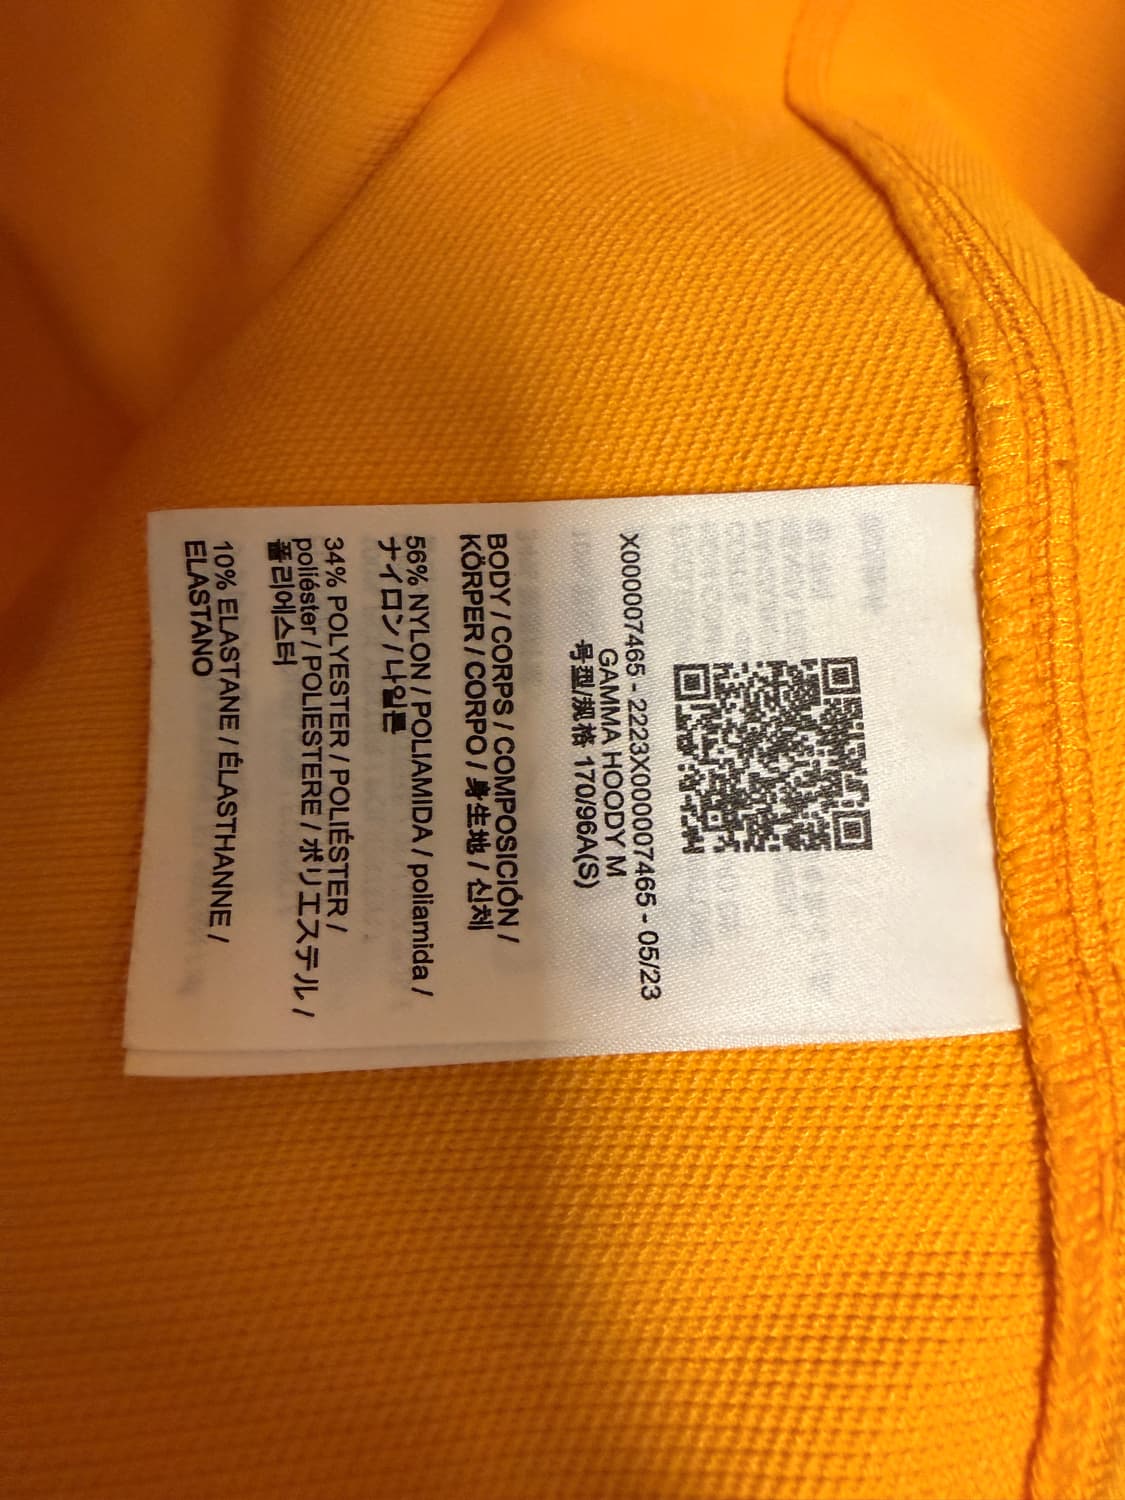 X000007465 - 2223X000007465 - 05/23
GAMMA HOODY M
号型/规格 170/96A(S)
BODY / CORPS / COMPOSICIÓN /
KÖRPER / CORPO / 身生地 / 신체
56% NYLON / POLIAMIDA / poliamida /
ナイロン / 나일론
34% POLYESTER / POLIÉSTER /
poliéster / POLIESTERE / ポリエステル /
폴리에스터
10% ELASTANE / ÉLASTHANNE /
ELASTANO